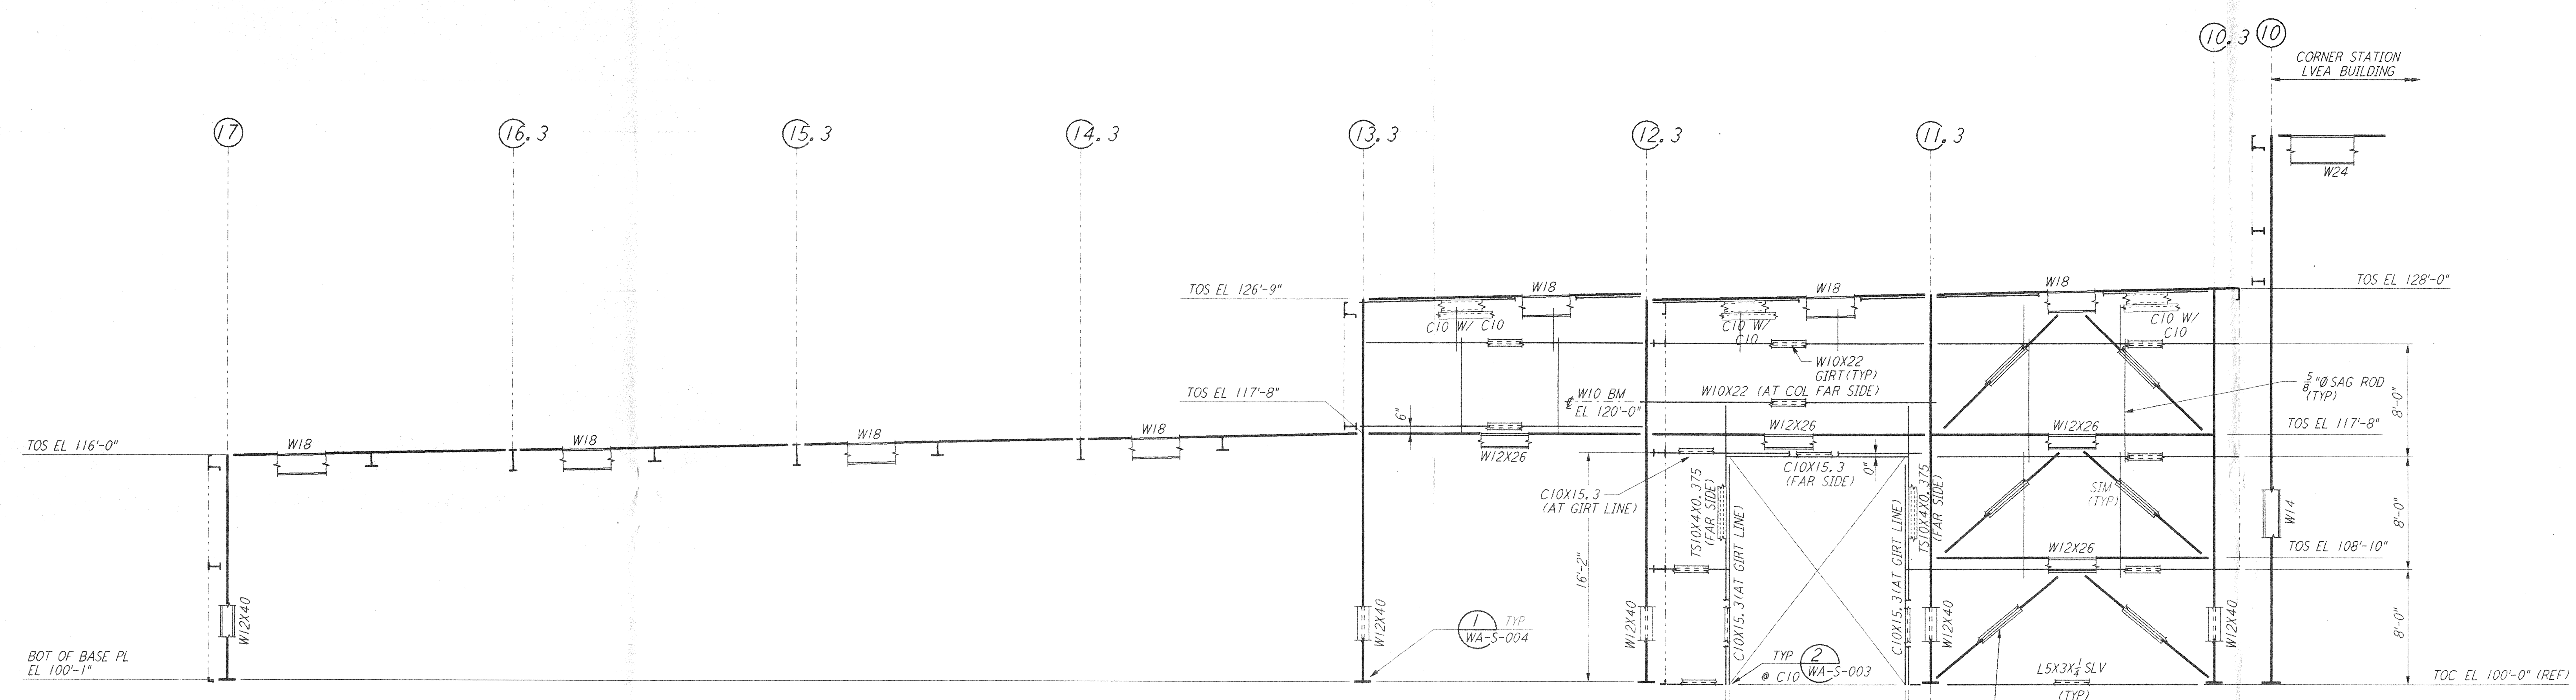 10.3
10
CORNER STATION
LVEA BUILDING
17
16.3
15.3
14.3
13.3
12.3
11.3
W24
TOS EL 126'-9"
W18
W18
W18
TOS EL 128'-0"
C10 W/ C10
C10 W/
C10
C10 W/
C10
W10X22
GIRT(TYP)
5/8"Ø SAG ROD
(TYP)
8'-0"
TOS EL 117'-8"
6"
℄ W10 BM
EL 120'-0"
W10X22 (AT COL FAR SIDE)
TOS EL 116'-0"
W18
W18
W18
W18
W12X26
W12X26
W12X26
TOS EL 117'-8"
C10X15.3
(FAR SIDE)
0"
C10X15.3
(AT GIRT LINE)
TS10X4X0.375
(FAR SIDE)
TS10X4X0.375
(FAR SIDE)
SIM
(TYP)
8'-0"
W14
16'-2"
C10X15.3(AT GIRT LINE)
C10X15.3(AT GIRT LINE)
W12X26
TOS EL 108'-10"
W12X40
W12X40
W12X40
W12X40
W12X40
8'-0"
1 TYP
WA-S-004
BOT OF BASE PL
EL 100'-1"
TYP
@ C10
2
WA-S-003
L5X3X1/4 SLV
(TYP)
TOC EL 100'-0" (REF)